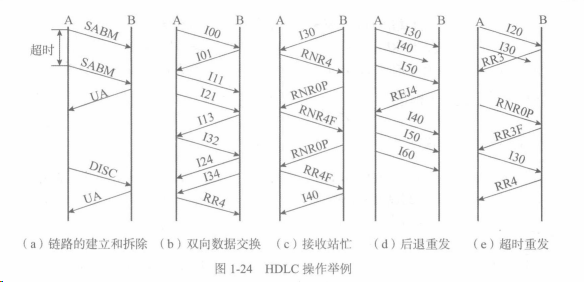 A B
SABM
超时
SABM
UA
DISC
UA
A B
I00
I01
I11
I21
I13
I32
I24
I34
RR4
A B
I30
RNR4
RNR0P
RNR4F
RNR0P
RR4F
I40
A B
I30
I40
I50
REJ4
I40
I50
I60
A B
I20
I30
RR3
RNR0P
RR3F
I30
RR4
(a)链路的建立和拆除 (b)双向数据交换 (c)接收站忙 (d)后退重发 (e)超时重发
图 1-24 HDLC 操作举例